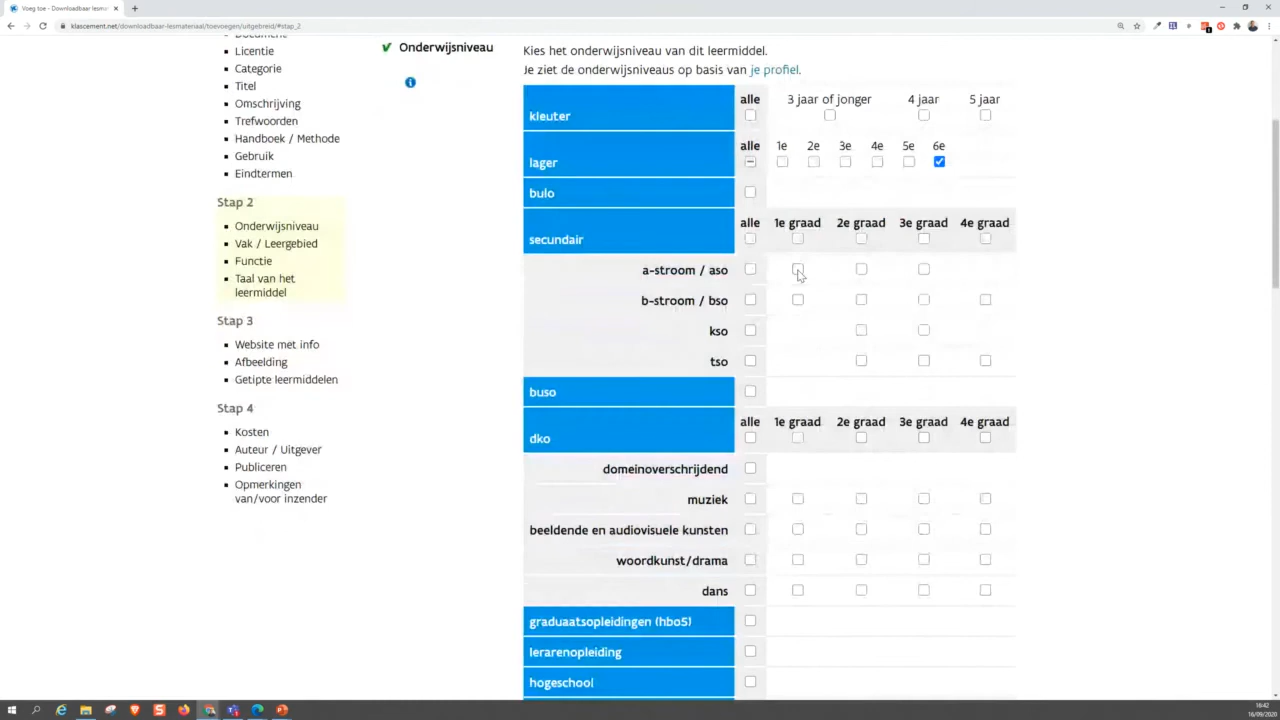 Voeg toe - Downloadbaar lesmat
klascement.net/downloadbaar-lesmateriaal/toevoegen/uitgebreid/#stap_2
Licentie
Categorie
Titel
Omschrijving
Trefwoorden
Handboek / Methode
Gebruik
Eindtermen
Stap 2
Onderwijsniveau
Vak / Leergebied
Functie
Taal van het
leermiddel
Stap 3
Website met info
Afbeelding
Getipte leermiddelen
Stap 4
Kosten
Auteur / Uitgever
Publiceren
Opmerkingen
van/voor inzender
Onderwijsniveau
Kies het onderwijsniveau van dit leermiddel.
Je ziet de onderwijsniveaus op basis van je profiel.
alle 3 jaar of jonger 4 jaar 5 jaar
kleuter
alle 1e 2e 3e 4e 5e 6e
lager
bulo
alle 1e graad 2e graad 3e graad 4e graad
secundair
a-stroom / aso
b-stroom / bso
kso
tso
buso
alle 1e graad 2e graad 3e graad 4e graad
dko
domeinoverschrijdend
muziek
beeldende en audiovisuele kunsten
woordkunst/drama
dans
graduaatsopleidingen (hbo5)
lerarenopleiding
hogeschool
16:42
16/09/2020